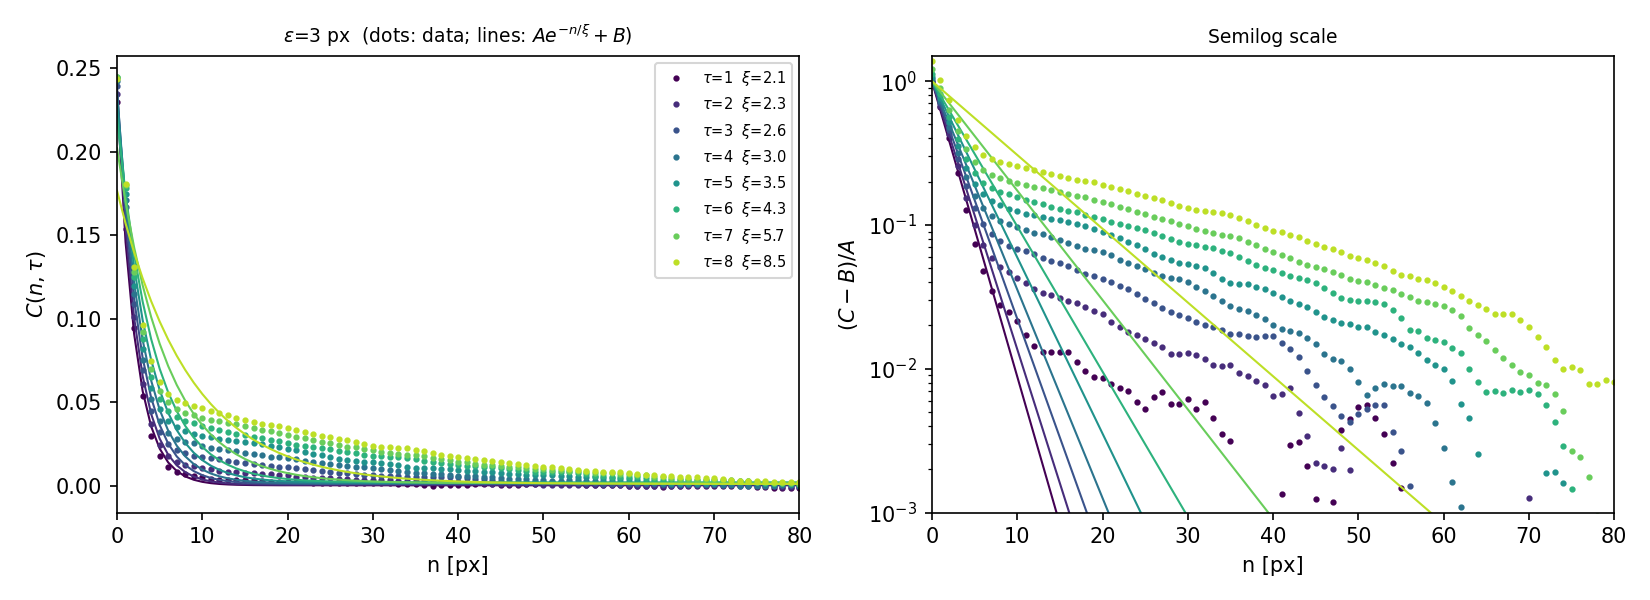 ε=3 px (dots: data; lines: Ae^{−n/ξ} + B)
C(n, τ)
0.25
0.20
0.15
0.10
0.05
0.00
τ=1 ξ=2.1
τ=2 ξ=2.3
τ=3 ξ=2.6
τ=4 ξ=3.0
τ=5 ξ=3.5
τ=6 ξ=4.3
τ=7 ξ=5.7
τ=8 ξ=8.5
0 10 20 30 40 50 60 70 80
n [px]
Semilog scale
(C − B)/A
10⁰
10⁻¹
10⁻²
10⁻³
0 10 20 30 40 50 60 70 80
n [px]